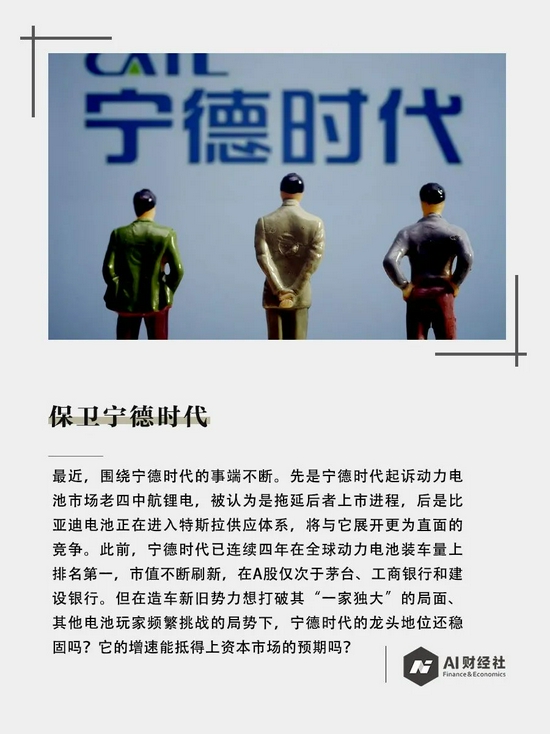 CATL
宁德时代
保卫宁德时代
最近，围绕宁德时代的事端不断。先是宁德时代起诉动力电
池市场老四中航锂电，被认为是拖延后者上市进程，后是比
亚迪电池正在进入特斯拉供应体系，将与它展开更为直面的
竞争。此前，宁德时代已连续四年在全球动力电池装车量上
排名第一，市值不断刷新，在A股仅次于茅台、工商银行和建
设银行。但在造车新旧势力想打破其“一家独大”的局面、
其他电池玩家频繁挑战的局势下，宁德时代的龙头地位还稳
固吗？它的增速能抵得上资本市场的预期吗？
AI财经社
Finance&Economics